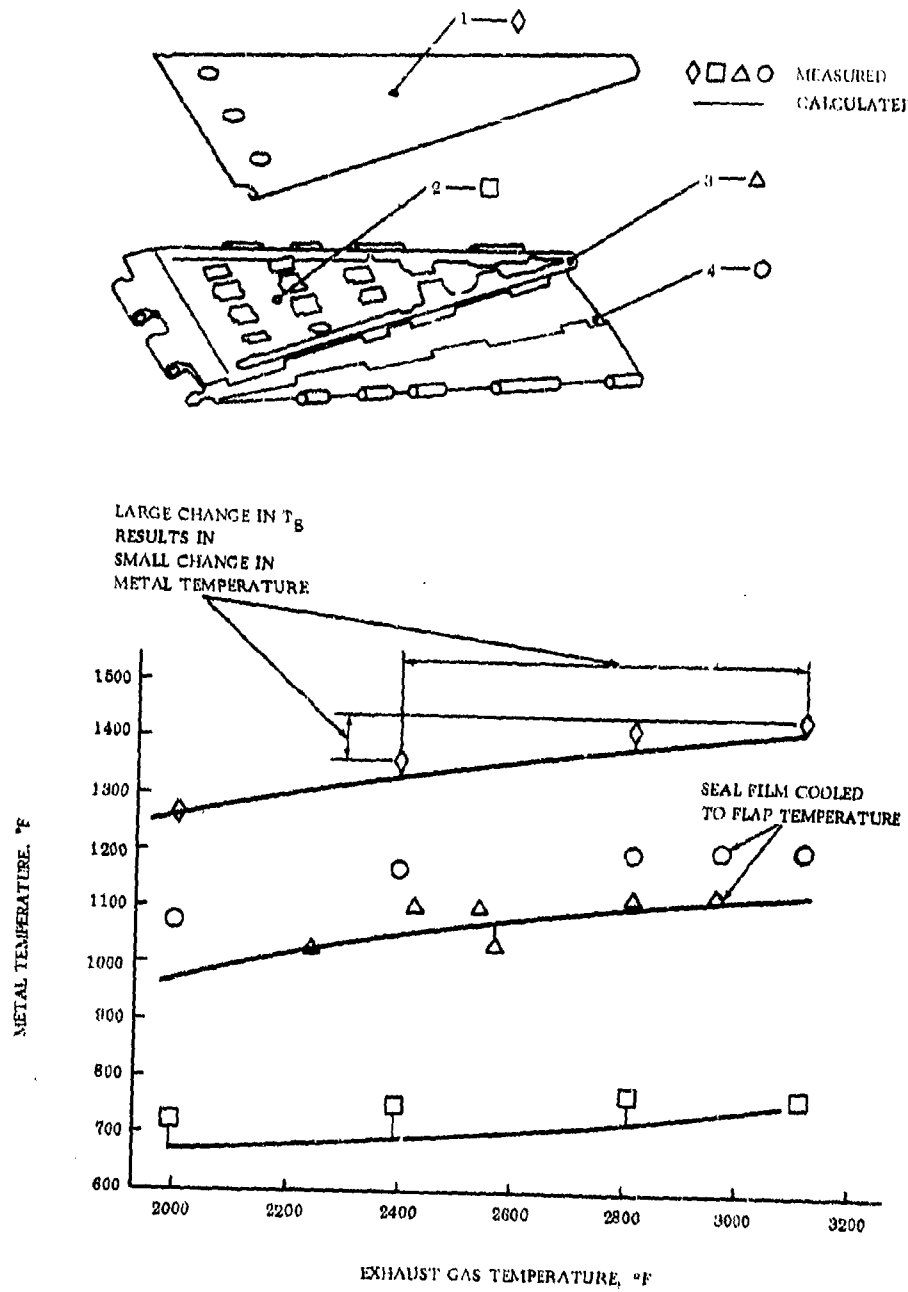 1
MEASURED
CALCULATEI
2
3
4
LARGE CHANGE IN Tg
RESULTS IN
SMALL CHANGE IN
METAL TEMPERATURE
1500
1400
1300
1200
1100
1000
900
800
700
600
SEAL FILM COOLED
TO FLAP TEMPERATURE
METAL TEMPERATURE, °F
2000 2200 2400 2600 2800 3000 3200
EXHAUST GAS TEMPERATURE, °F